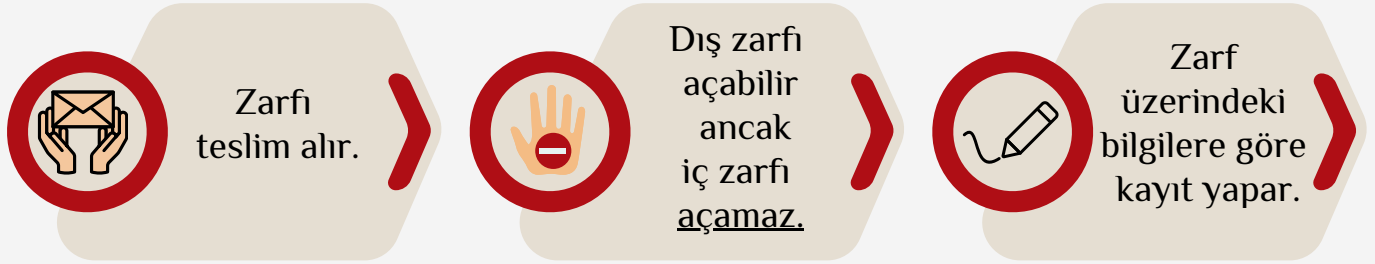 Zarfı
teslim alır.
Dış zarfı
açabilir
ancak
iç zarfı
açamaz.
Zarf
üzerindeki
bilgilere göre
kayıt yapar.